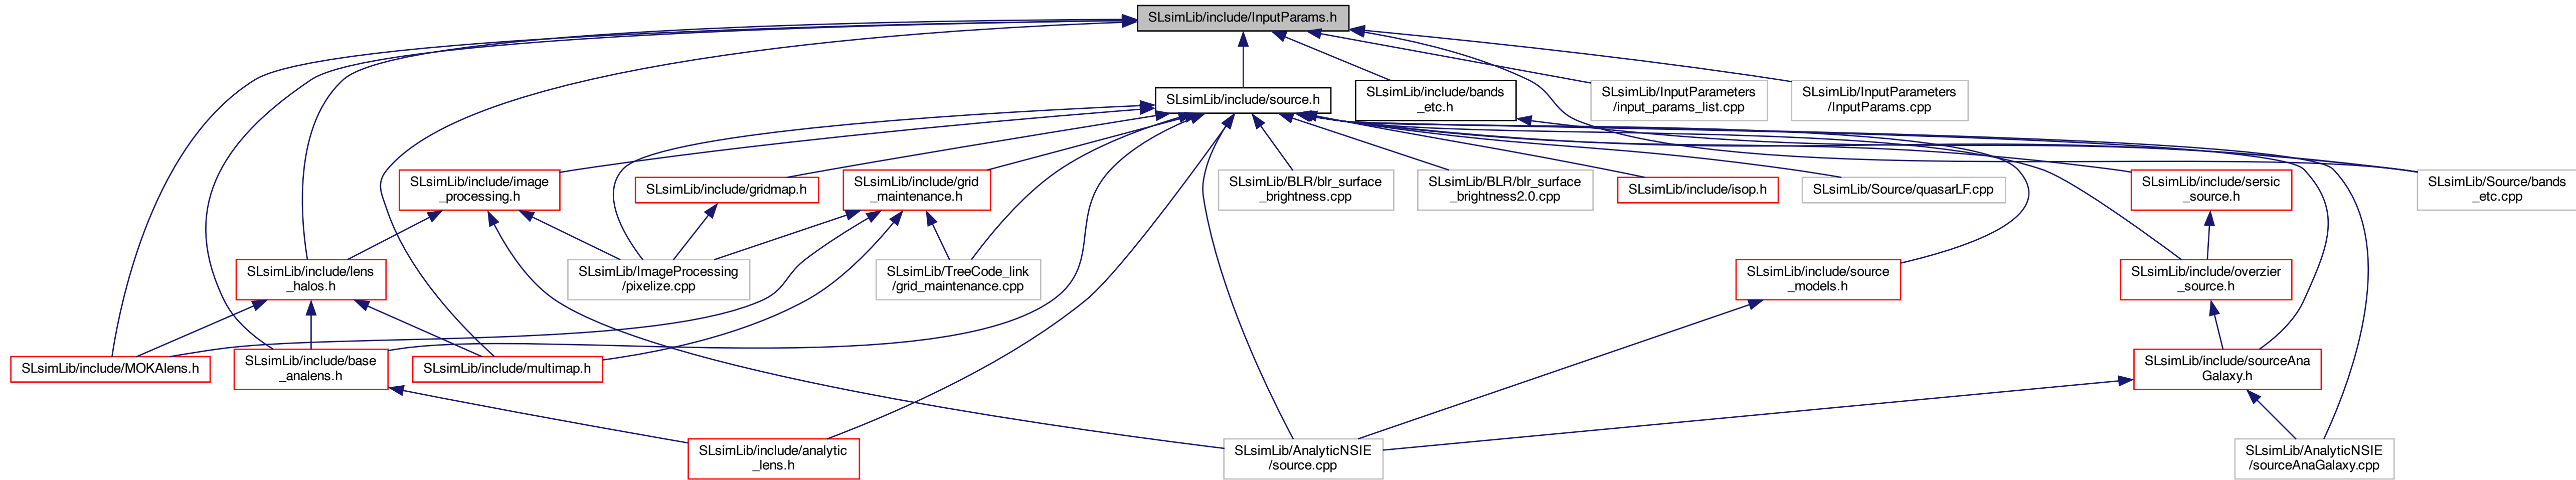 SLsimLib/include/InputParams.h
SLsimLib/include/source.h
SLsimLib/include/bands
_etc.h
SLsimLib/InputParameters
/input_params_list.cpp
SLsimLib/InputParameters
/InputParams.cpp
SLsimLib/include/image
_processing.h
SLsimLib/include/gridmap.h
SLsimLib/include/grid
_maintenance.h
SLsimLib/BLR/blr_surface
_brightness.cpp
SLsimLib/BLR/blr_surface
_brightness2.0.cpp
SLsimLib/include/isop.h
SLsimLib/Source/quasarLF.cpp
SLsimLib/include/sersic
_source.h
SLsimLib/Source/bands
_etc.cpp
SLsimLib/include/lens
_halos.h
SLsimLib/ImageProcessing
/pixelize.cpp
SLsimLib/TreeCode_link
/grid_maintenance.cpp
SLsimLib/include/source
_models.h
SLsimLib/include/overzier
_source.h
SLsimLib/include/MOKAlens.h
SLsimLib/include/base
_analens.h
SLsimLib/include/multimap.h
SLsimLib/include/sourceAna
Galaxy.h
SLsimLib/include/analytic
_lens.h
SLsimLib/AnalyticNSIE
/source.cpp
SLsimLib/AnalyticNSIE
/sourceAnaGalaxy.cpp